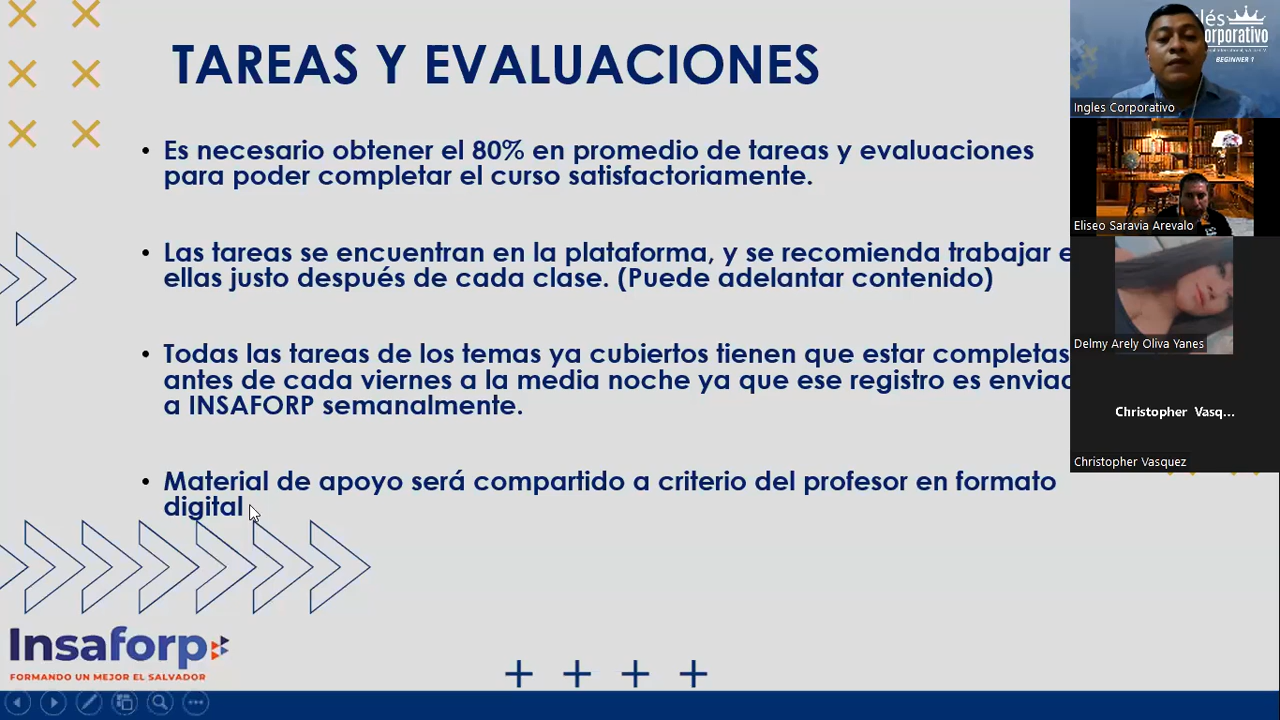 TAREAS Y EVALUACIONES
• Es necesario obtener el 80% en promedio de tareas y evaluaciones
para poder completar el curso satisfactoriamente.
• Las tareas se encuentran en la plataforma, y se recomienda trabajar
ellas justo después de cada clase. (Puede adelantar contenido)
• Todas las tareas de los temas ya cubiertos tienen que estar completas
antes de cada viernes a la media noche ya que ese registro es
a INSAFORP semanalmente.
• Material de apoyo será compartido a criterio del profesor en formato
digital
Insaforp
FORMANDO UN MEJOR EL SALVADOR
BEGINNER 1
Ingles Corporativo
Eliseo Saravia Arevalo
Delmy Arely Oliva Yanes
Christopher Vasq...
Christopher Vasquez